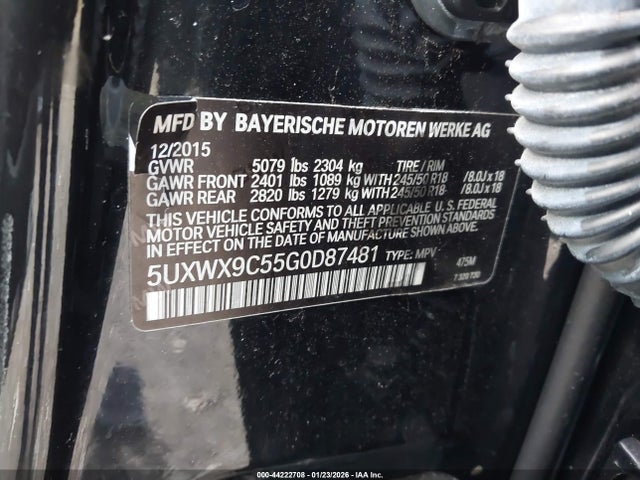 MFD BY BAYERISCHE MOTOREN WERKE AG
12/2015
GVWR 5079 lbs 2304 kg TIRE / RIM
GAWR FRONT 2401 lbs 1089 kg WITH 245/50 R18 /8.0J x 18
GAWR REAR 2820 lbs 1279 kg WITH 245/50 R18 /8.0J x 18
THIS VEHICLE CONFORMS TO ALL APPLICABLE U.S. FEDERAL
MOTOR VEHICLE SAFETY AND THEFT PREVENTION STANDARDS
IN EFFECT ON THE DATE OF MANUFACTURE SHOWN ABOVE.
5UXWX9C55G0D87481 TYPE: MPV 475M
000-44222708 - 01/23/2026 - IAA Inc.